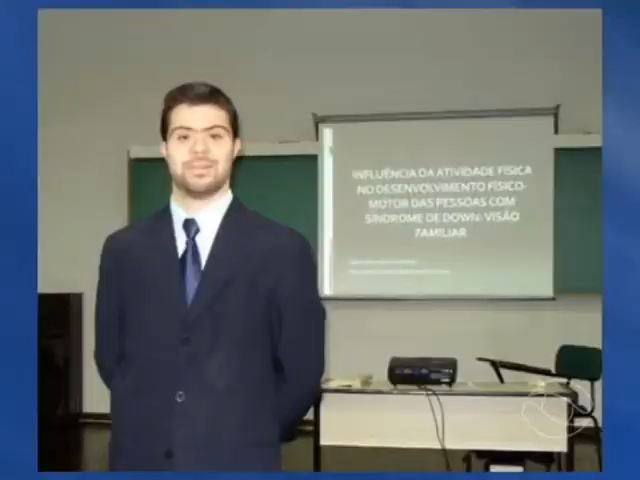 INFLUÊNCIA DA ATIVIDADE FÍSICA
NO DESENVOLVIMENTO FÍSICO-
MOTOR DAS PESSOAS COM
SÍNDROME DE DOWN: VISÃO
FAMILIAR